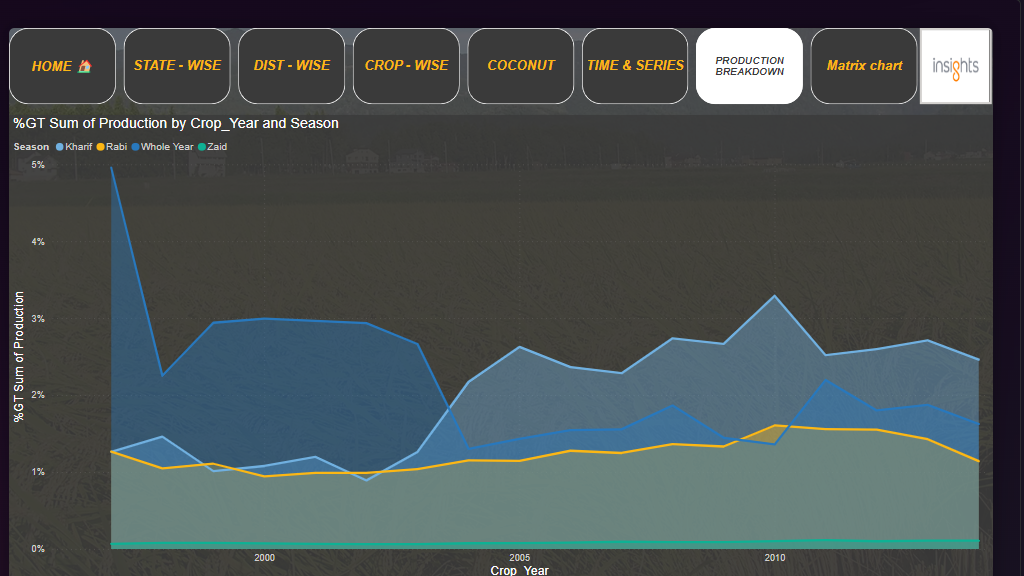 HOME
STATE - WISE
DIST - WISE
CROP - WISE
COCONUT
TIME & SERIES
PRODUCTION
BREAKDOWN
Matrix chart
insights
%GT Sum of Production by Crop_Year and Season
Season Kharif Rabi Whole Year Zaid
5%
4%
3%
2%
1%
0%
%GT Sum of Production
2000
2005
2010
Crop_Year